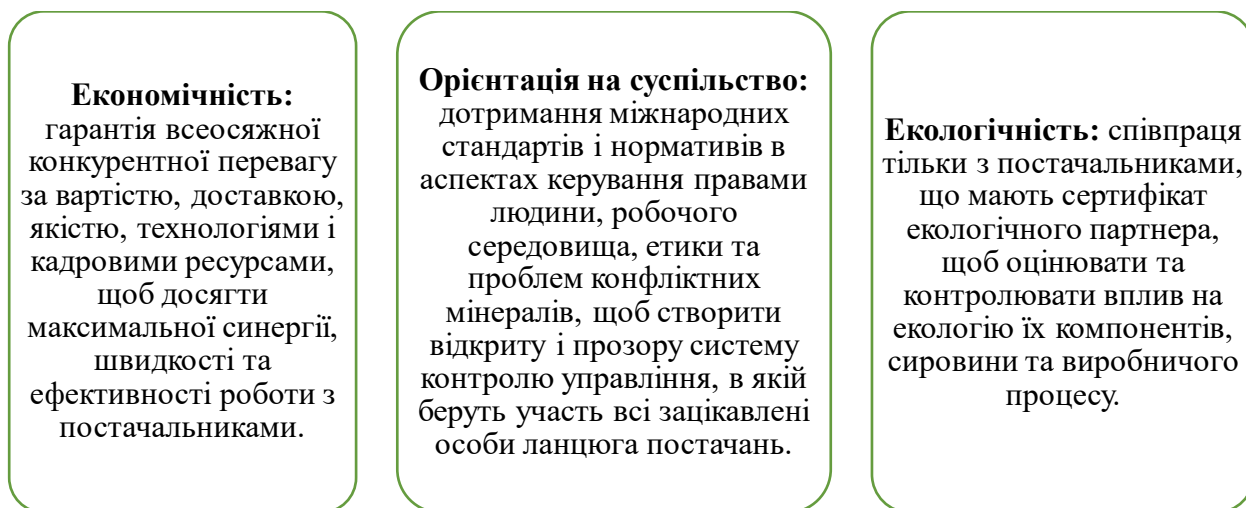 Економічність:
гарантія всеосяжної
конкурентної перевагу
за вартістю, доставкою,
якістю, технологіями і
кадровими ресурсами,
щоб досягти
максимальної синергії,
швидкості та
ефективності роботи з
постачальниками.
Орієнтація на суспільство:
дотримання міжнародних
стандартів і нормативів в
аспектах керування правами
людини, робочого
середовища, етики та
проблем конфліктних
мінералів, щоб створити
відкриту і прозору систему
контролю управління, в якій
беруть участь всі зацікавлені
особи ланцюга постачань.
Екологічність: співпраця
тільки з постачальниками,
що мають сертифікат
екологічного партнера,
щоб оцінювати та
контролювати вплив на
екологію їх компонентів,
сировини та виробничого
процесу.